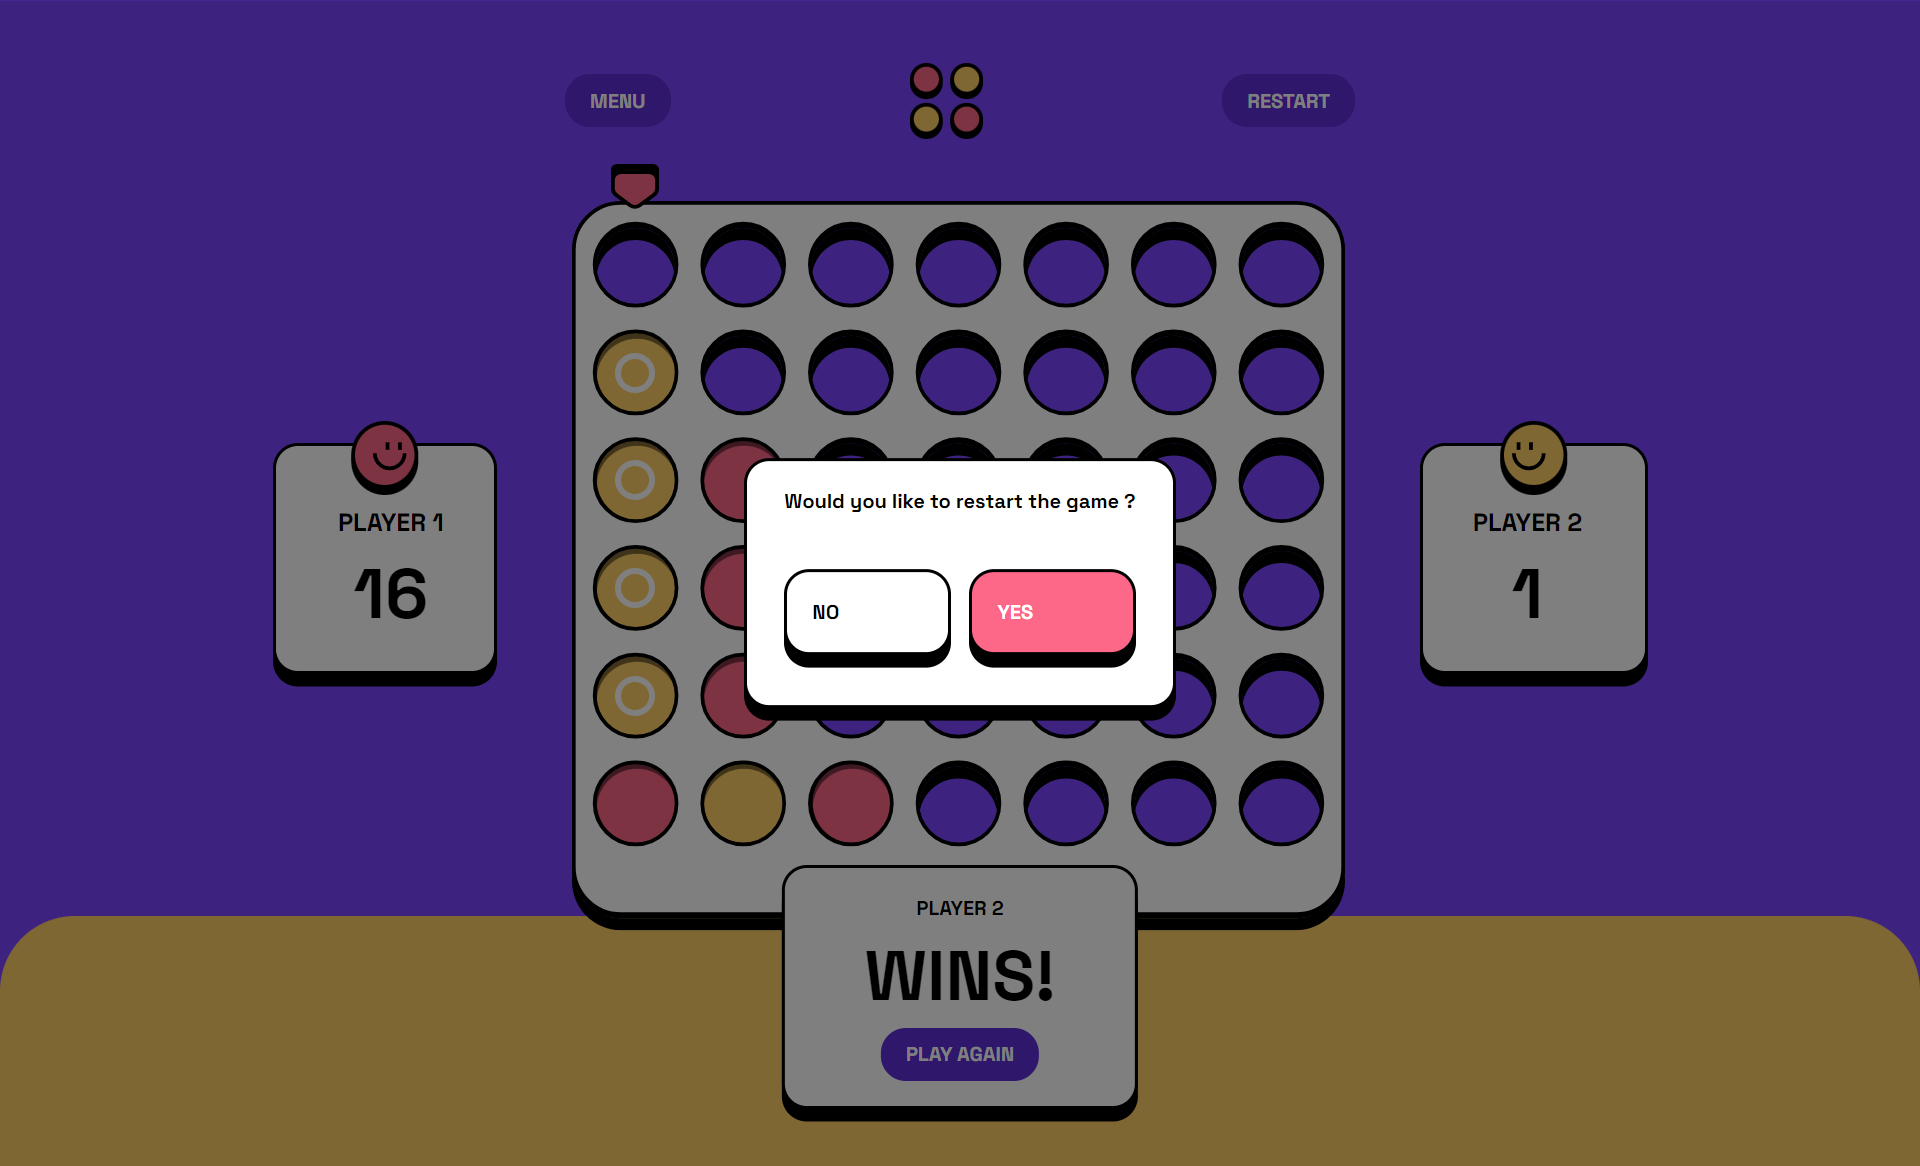 MENU
RESTART
PLAYER 1
16
PLAYER 2
1
Would you like to restart the game ?
NO
YES
PLAYER 2
WINS!
PLAY AGAIN